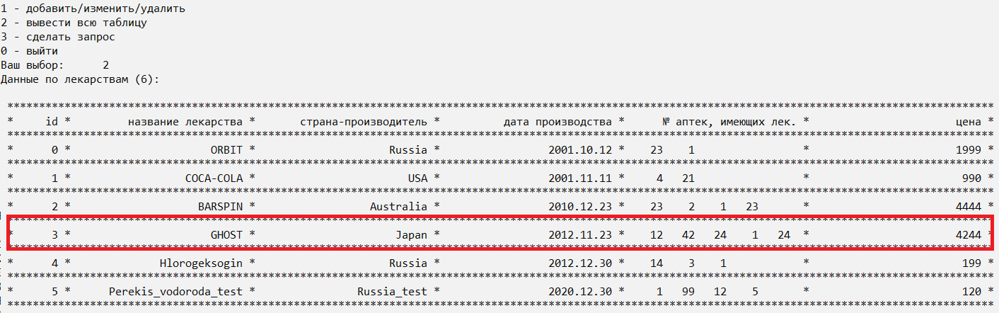 1 - добавить/изменить/удалить
2 - вывести всю таблицу
3 - сделать запрос
0 - выйти
Ваш выбор: 2
Данные по лекарствам (6):
***********************************************************************************************************************************************************
* id * название лекарства * страна-производитель * дата производства * № аптек, имеющих лек. * цена *
***********************************************************************************************************************************************************
* 0 * ORBIT * Russia * 2001.10.12 * 23 1 * 1999 *
***********************************************************************************************************************************************************
* 1 * COCA-COLA * USA * 2001.11.11 * 4 21 * 990 *
***********************************************************************************************************************************************************
* 2 * BARSPIN * Australia * 2010.12.23 * 23 2 1 23 * 4444 *
***********************************************************************************************************************************************************
* 3 * GHOST * Japan * 2012.11.23 * 12 42 24 1 24 * 4244 *
***********************************************************************************************************************************************************
* 4 * Hlorogeksogin * Russia * 2012.12.30 * 14 3 1 * 199 *
***********************************************************************************************************************************************************
* 5 * Perekis_vodoroda_test * Russia_test * 2020.12.30 * 1 99 12 5 * 120 *
***********************************************************************************************************************************************************